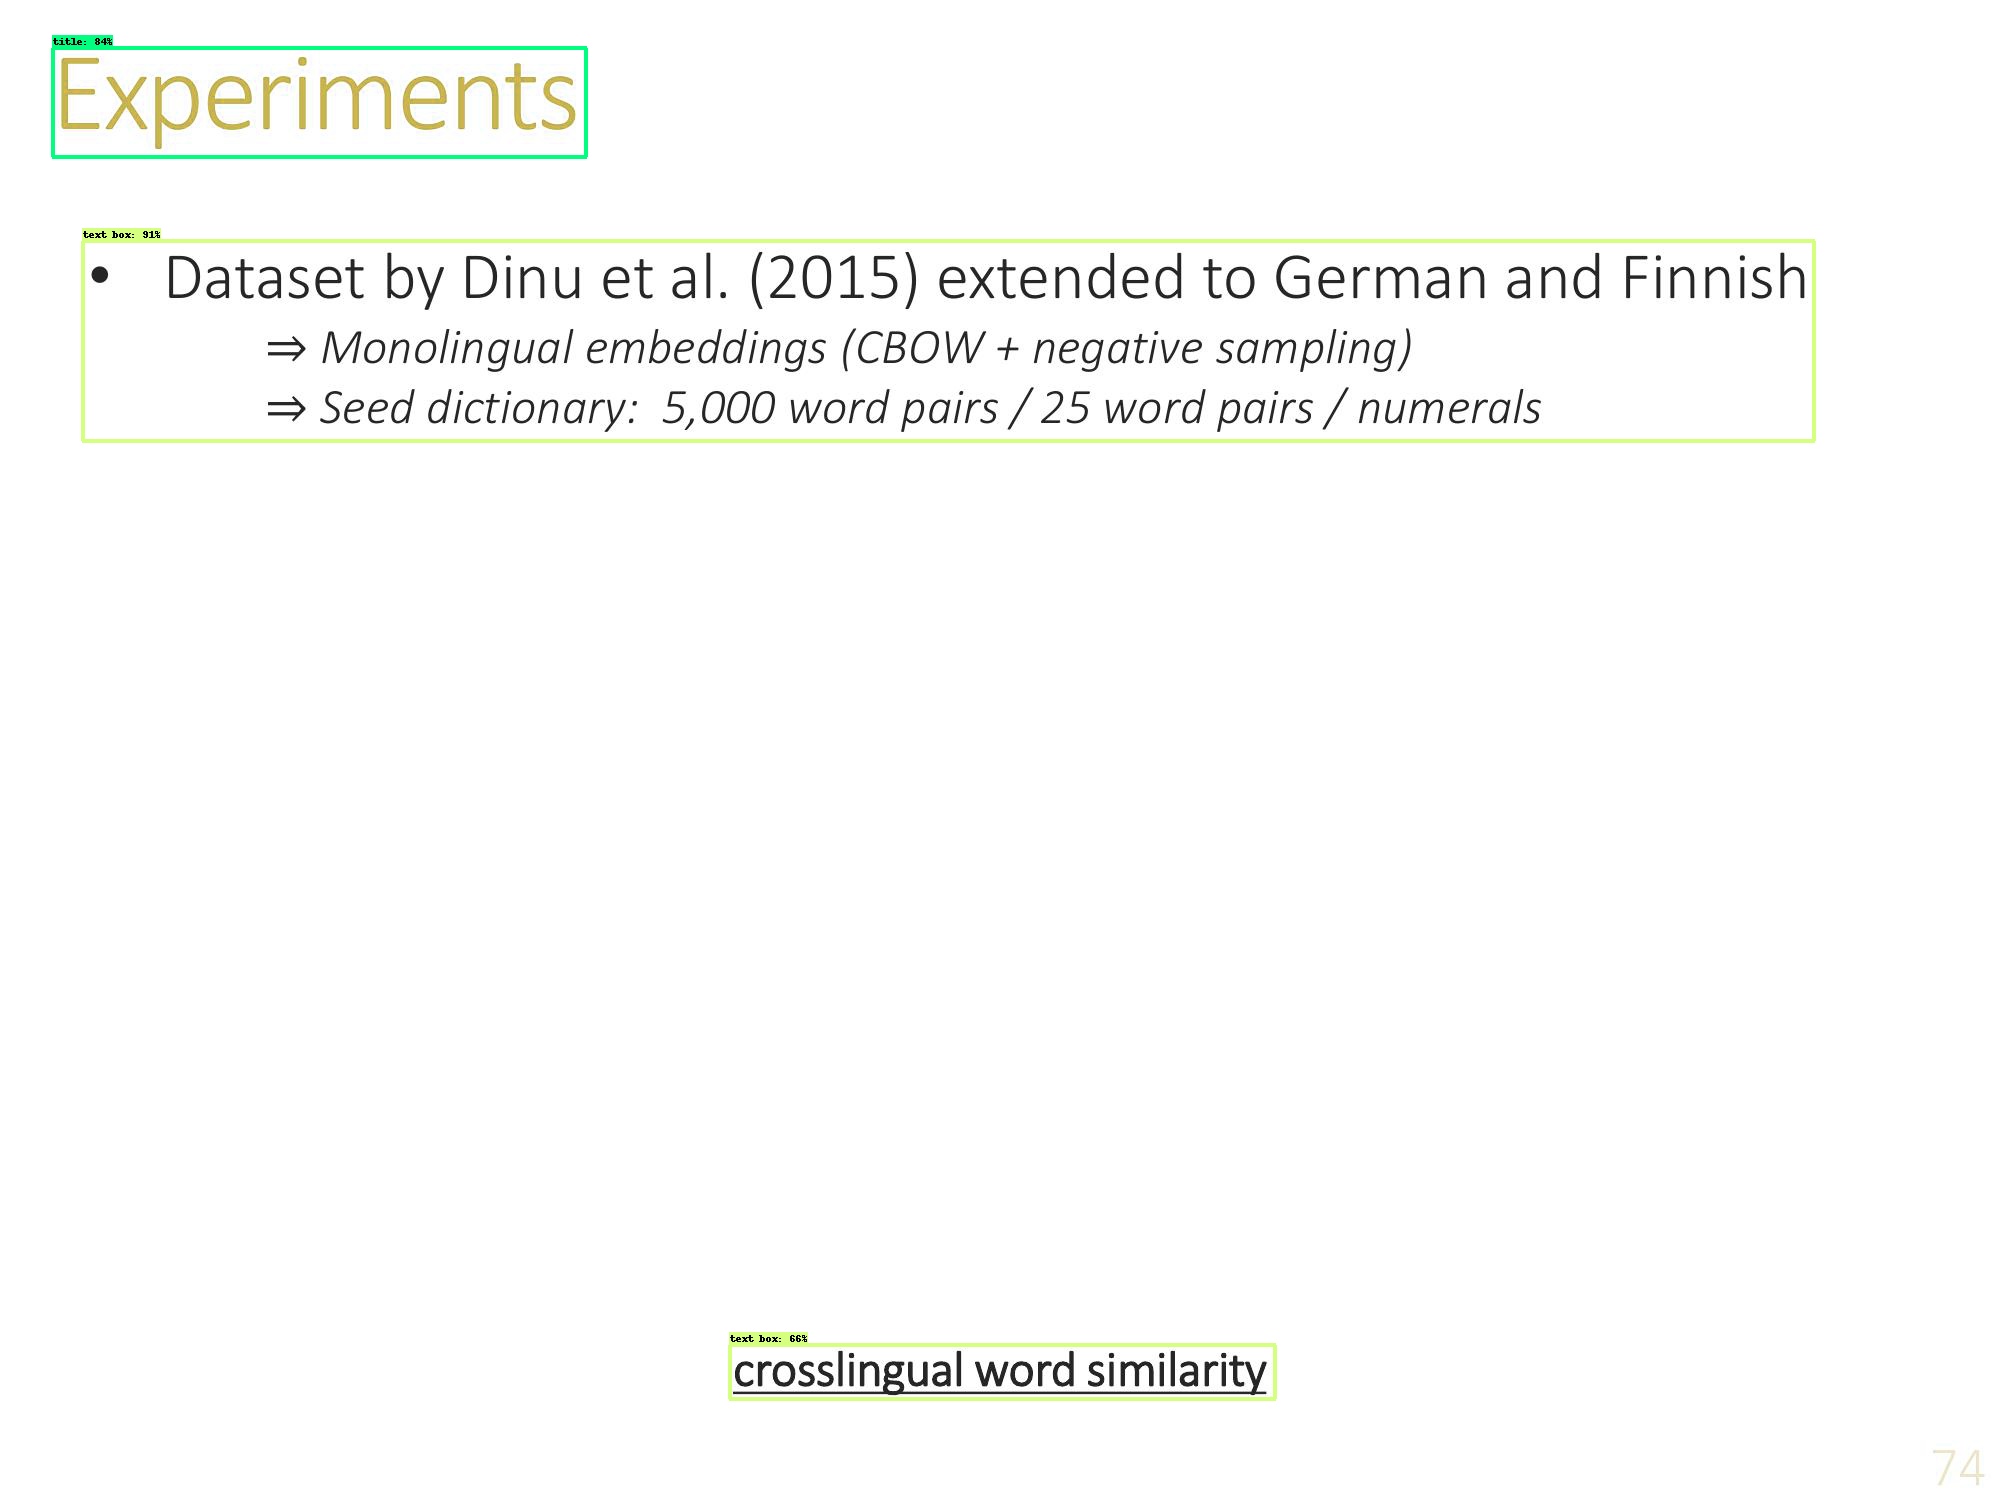 title: 84%
Experiments
text box: 91%
• Dataset by Dinu et al. (2015) extended to German and Finnish
⇒ Monolingual embeddings (CBOW + negative sampling)
⇒ Seed dictionary: 5,000 word pairs / 25 word pairs / numerals
text box: 66%
crosslingual word similarity
74